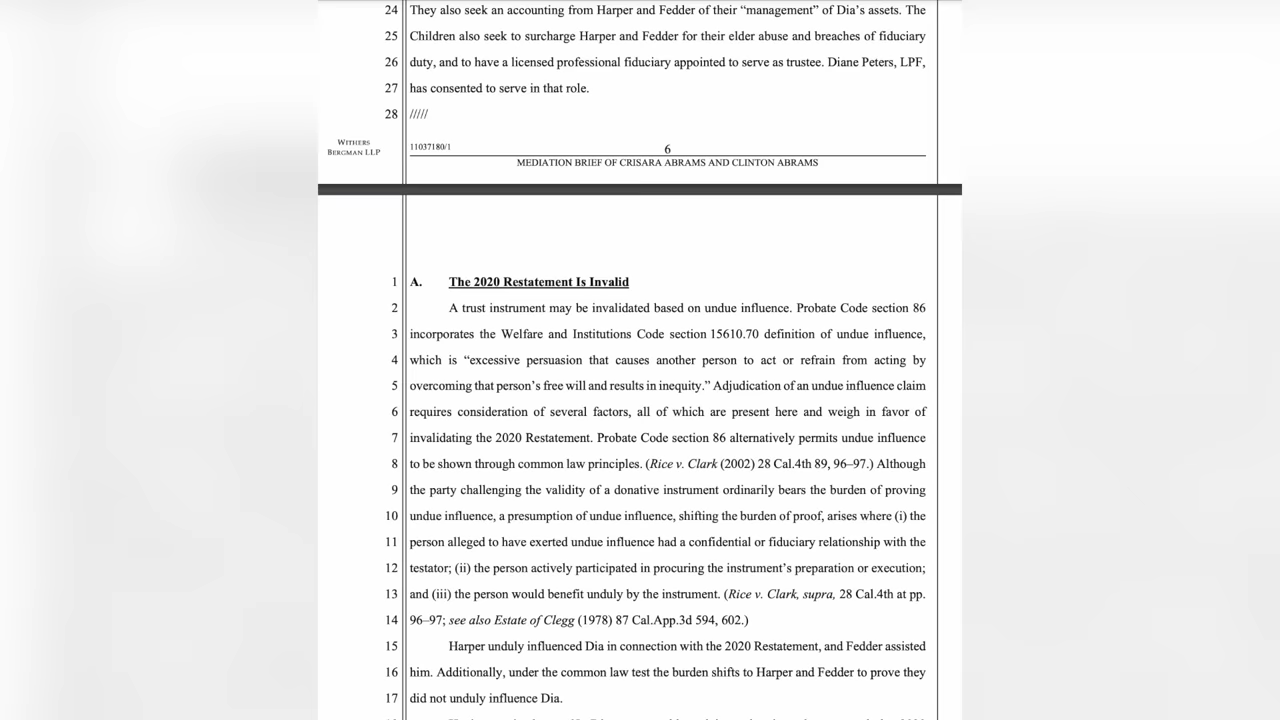 24 They also seek an accounting from Harper and Fedder of their “management” of Dia’s assets. The
25 Children also seek to surcharge Harper and Fedder for their elder abuse and breaches of fiduciary
26 duty, and to have a licensed professional fiduciary appointed to serve as trustee. Diane Peters, LPF,
27 has consented to serve in that role.
28 /////
WITHERS
BERGMAN LLP
11037180/1
6
MEDIATION BRIEF OF CRISARA ABRAMS AND CLINTON ABRAMS
1 A. The 2020 Restatement Is Invalid
2 A trust instrument may be invalidated based on undue influence. Probate Code section 86
3 incorporates the Welfare and Institutions Code section 15610.70 definition of undue influence,
4 which is “excessive persuasion that causes another person to act or refrain from acting by
5 overcoming that person’s free will and results in inequity.” Adjudication of an undue influence claim
6 requires consideration of several factors, all of which are present here and weigh in favor of
7 invalidating the 2020 Restatement. Probate Code section 86 alternatively permits undue influence
8 to be shown through common law principles. (Rice v. Clark (2002) 28 Cal.4th 89, 96–97.) Although
9 the party challenging the validity of a donative instrument ordinarily bears the burden of proving
10 undue influence, a presumption of undue influence, shifting the burden of proof, arises where (i) the
11 person alleged to have exerted undue influence had a confidential or fiduciary relationship with the
12 testator; (ii) the person actively participated in procuring the instrument’s preparation or execution;
13 and (iii) the person would benefit unduly by the instrument. (Rice v. Clark, supra, 28 Cal.4th at pp.
14 96–97; see also Estate of Clegg (1978) 87 Cal.App.3d 594, 602.)
15 Harper unduly influenced Dia in connection with the 2020 Restatement, and Fedder assisted
16 him. Additionally, under the common law test the burden shifts to Harper and Fedder to prove they
17 did not unduly influence Dia.